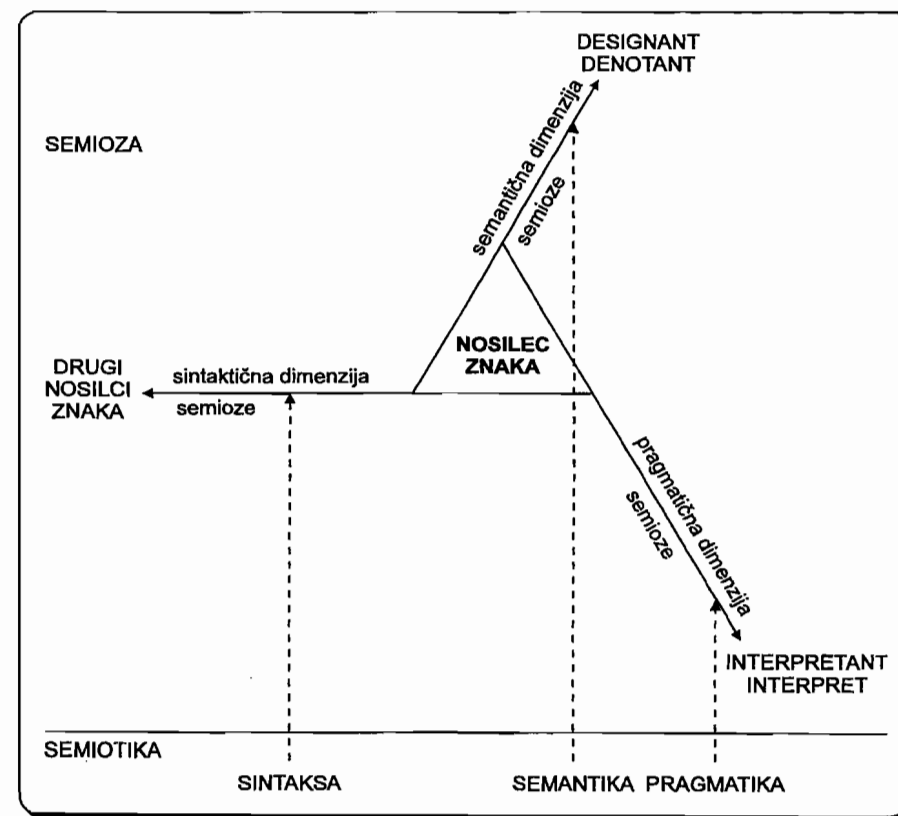 DESIGNANT
DENOTANT
semantična dimenzija
semioze
SEMIOZA
NOSILEC
ZNAKA
DRUGI
NOSILCI
ZNAKA
sintaktična dimenzija
semioze
pragmatična dimenzija
semioze
INTERPRETANT
INTERPRET
SEMIOTIKA
SINTAKSA
SEMANTIKA PRAGMATIKA